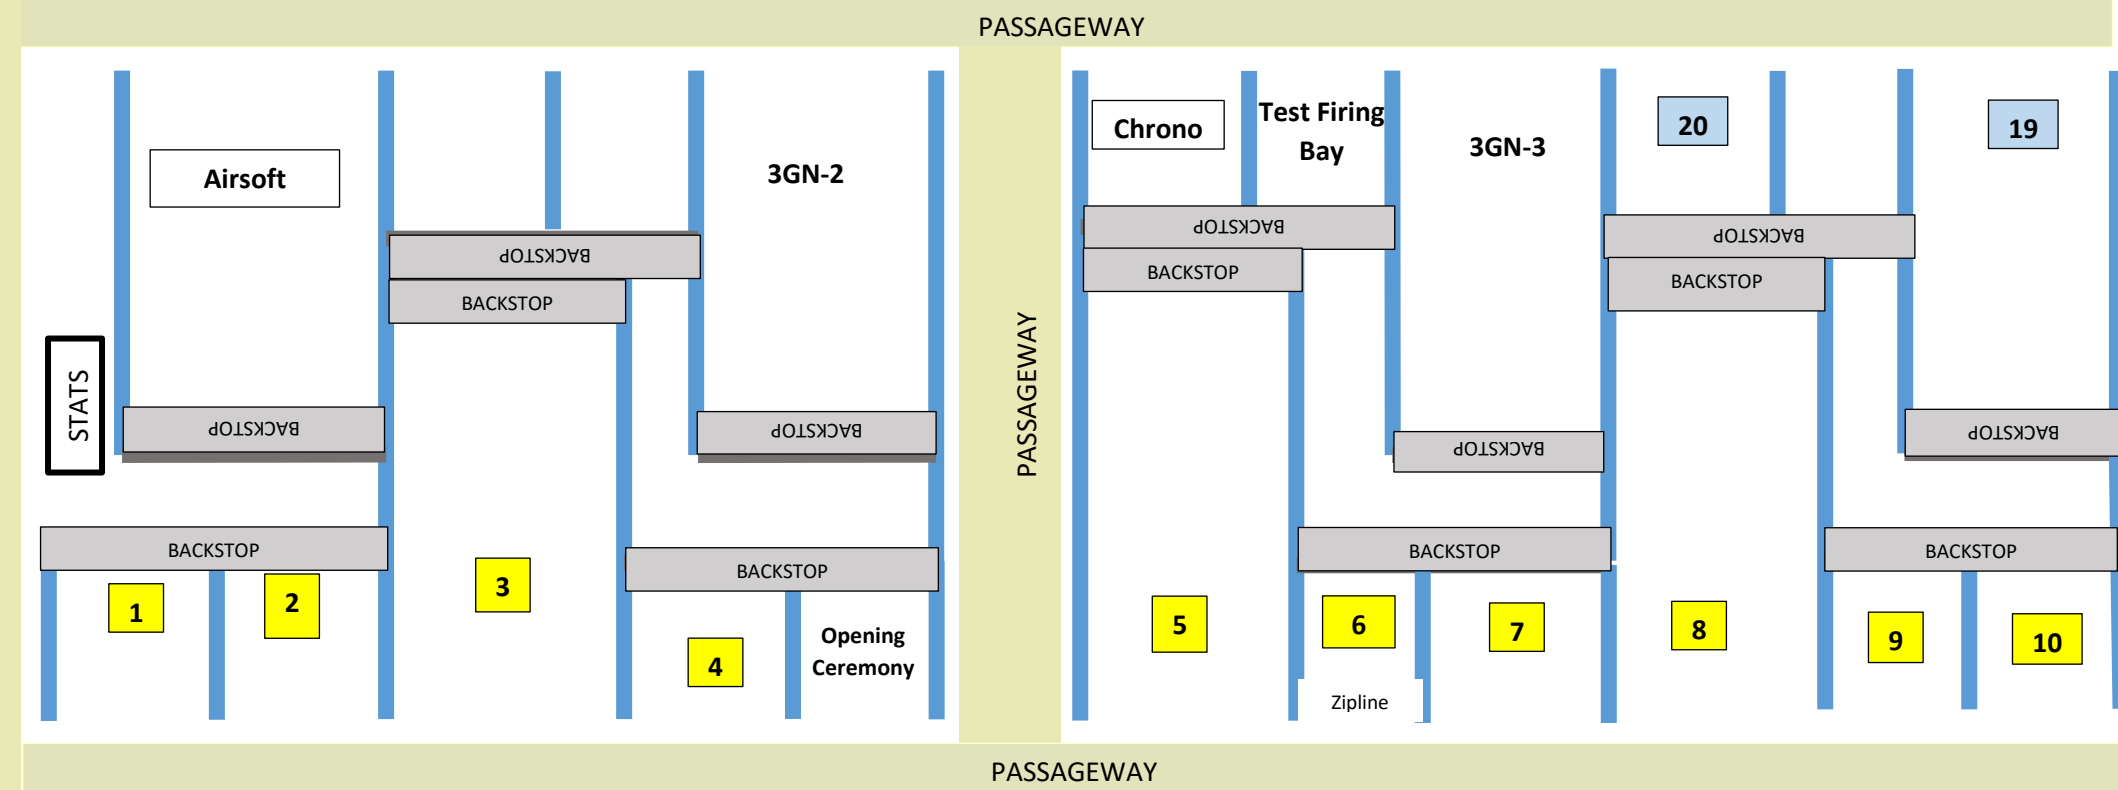 PASSAGEWAY
Airsoft
3GN-2
Chrono
Test Firing
Bay
3GN-3
20
19
BACKSTOP
BACKSTOP
BACKSTOP
BACKSTOP
BACKSTOP
BACKSTOP
BACKSTOP
BACKSTOP
STATS
PASSAGEWAY
BACKSTOP
BACKSTOP
BACKSTOP
BACKSTOP
BACKSTOP
BACKSTOP
1
2
3
4
Opening
Ceremony
5
6
7
8
9
10
Zipline
PASSAGEWAY